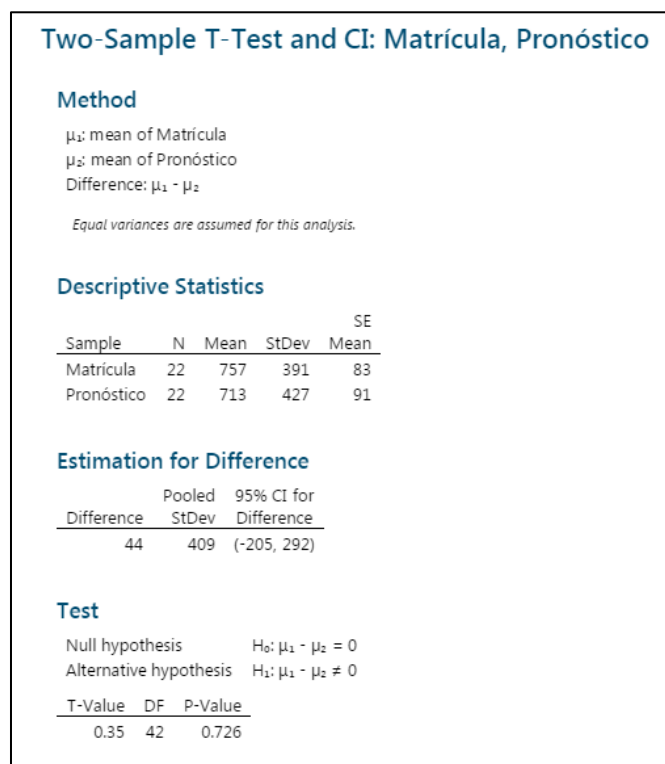 Two-Sample T-Test and CI: Matrícula, Pronóstico
Method
μ₁: mean of Matrícula
µ₂: mean of Pronóstico
Difference: μ₁ - µ₂
Equal variances are assumed for this analysis.
Descriptive Statistics
SE
Sample N Mean StDev Mean
Matrícula 22 757 391 83
Pronóstico 22 713 427 91
Estimation for Difference
Pooled 95% CI for
Difference StDev Difference
44 409 (-205, 292)
Test
Null hypothesis H₀: μ₁ - µ₂ = 0
Alternative hypothesis H₁: μ₁ - µ₂ ≠ 0
T-Value DF P-Value
0.35 42 0.726